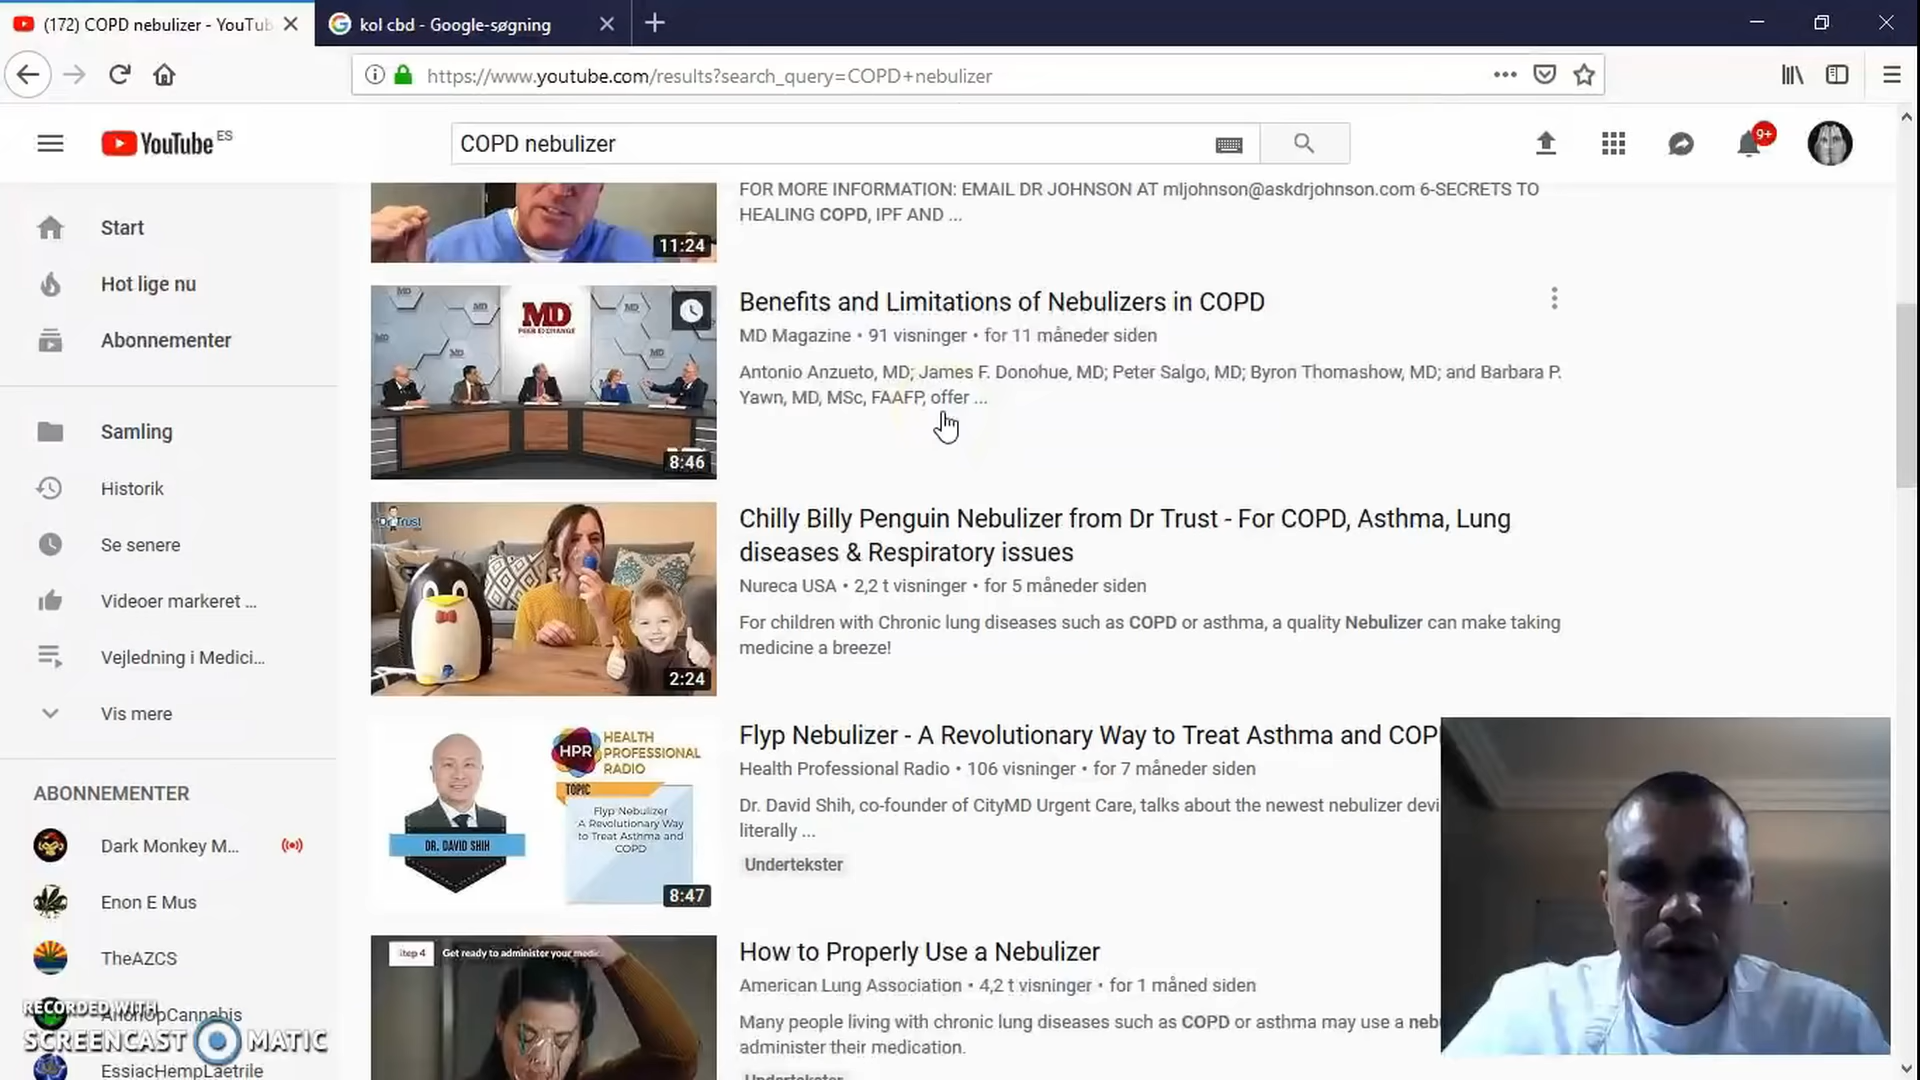 (172) COPD nebulizer - YouTub
kol cbd - Google-søgning
https://www.youtube.com/results?search_query=COPD+nebulizer
YouTube ES
COPD nebulizer
9+
Start
Hot lige nu
Abonnementer
Samling
Historik
Se senere
Videoer markeret ...
Vejledning i Medici...
Vis mere
ABONNEMENTER
Dark Monkey M...
Enon E Mus
TheAZCS
AnonOpCannabis
EssiacHempLaetrile
RECORDED WITH
SCREENCAST MATIC
11:24
FOR MORE INFORMATION: EMAIL DR JOHNSON AT mljohnson@askdrjohnson.com 6-SECRETS TO
HEALING COPD, IPF AND ...
MD
PEER EXCHANGE
MD
MD
MD
8:46
Benefits and Limitations of Nebulizers in COPD
MD Magazine • 91 visninger • for 11 måneder siden
Antonio Anzueto, MD; James F. Donohue, MD; Peter Salgo, MD; Byron Thomashow, MD; and Barbara P.
Yawn, MD, MSc, FAAFP, offer ...
Dr Trust
2:24
Chilly Billy Penguin Nebulizer from Dr Trust - For COPD, Asthma, Lung
diseases & Respiratory issues
Nureca USA • 2,2 t visninger • for 5 måneder siden
For children with Chronic lung diseases such as COPD or asthma, a quality Nebulizer can make taking
medicine a breeze!
HPR
HEALTH
PROFESSIONAL
RADIO
TOPIC
Flyp Nebulizer
A Revolutionary Way
to Treat Asthma and
COPD
DR. DAVID SHIH
8:47
Flyp Nebulizer - A Revolutionary Way to Treat Asthma and COP
Health Professional Radio • 106 visninger • for 7 måneder siden
Dr. David Shih, co-founder of CityMD Urgent Care, talks about the newest nebulizer devi
literally ...
Undertekster
Step 4
Get ready to administer your medic
How to Properly Use a Nebulizer
American Lung Association • 4,2 t visninger • for 1 måned siden
Many people living with chronic lung diseases such as COPD or asthma may use a neb
administer their medication.
Undertekster